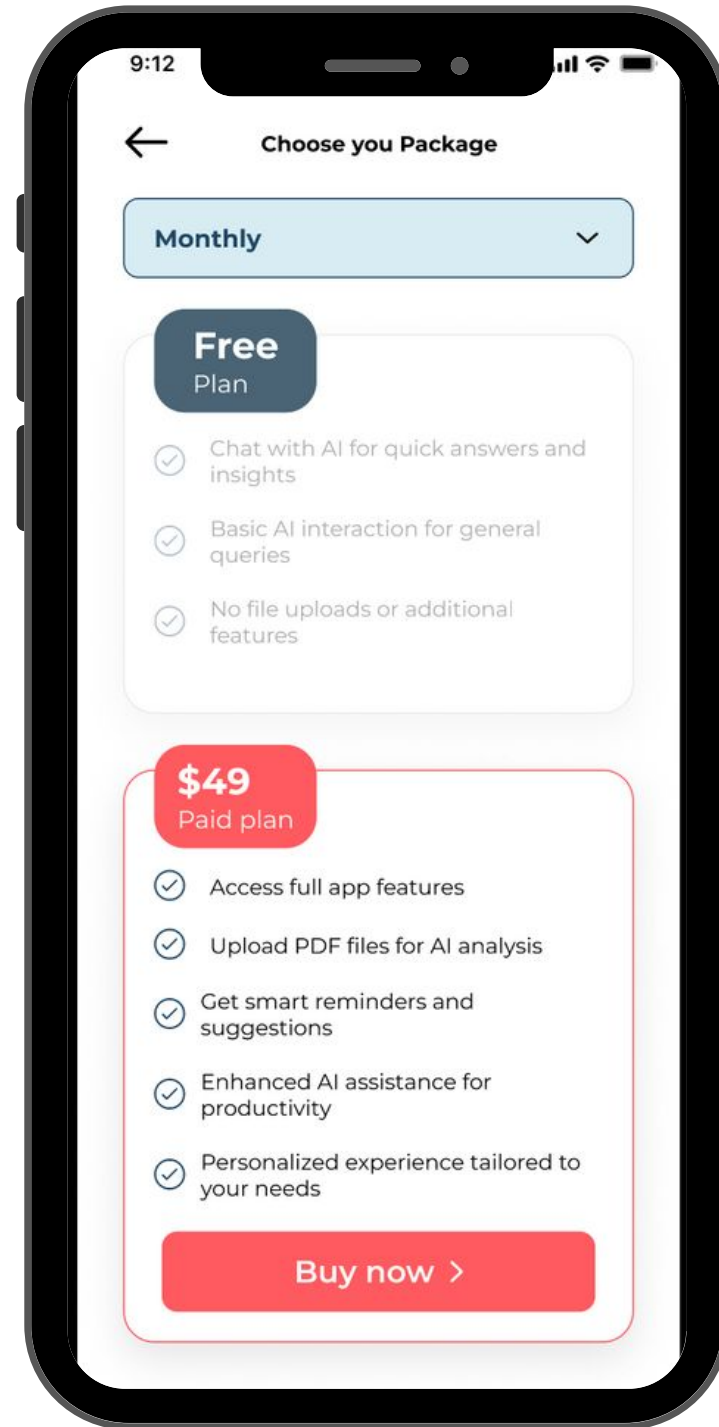 9:12
Choose you Package
Monthly
Free
Plan
Chat with AI for quick answers and
insights
Basic AI interaction for general
queries
No file uploads or additional
features
$49
Paid plan
Access full app features
Upload PDF files for AI analysis
Get smart reminders and
suggestions
Enhanced AI assistance for
productivity
Personalized experience tailored to
your needs
Buy now >